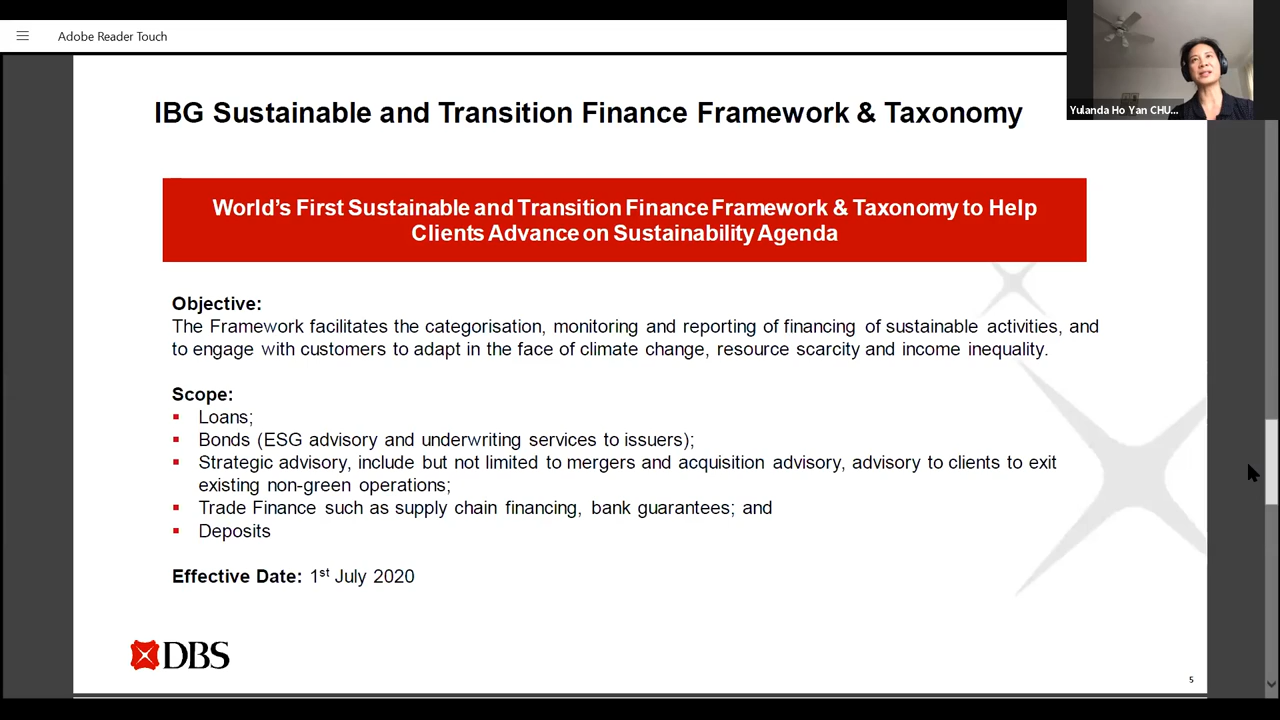 Adobe Reader Touch
Yulanda Ho Yan CHU...
IBG Sustainable and Transition Finance Framework & Taxonomy
World's First Sustainable and Transition Finance Framework & Taxonomy to Help
Clients Advance on Sustainability Agenda
Objective:
The Framework facilitates the categorisation, monitoring and reporting of financing of sustainable activities, and
to engage with customers to adapt in the face of climate change, resource scarcity and income inequality.
Scope:
▪ Loans;
▪ Bonds (ESG advisory and underwriting services to issuers);
▪ Strategic advisory, include but not limited to mergers and acquisition advisory, advisory to clients to exit
existing non-green operations;
▪ Trade Finance such as supply chain financing, bank guarantees; and
▪ Deposits
Effective Date: 1st July 2020
DBS
5